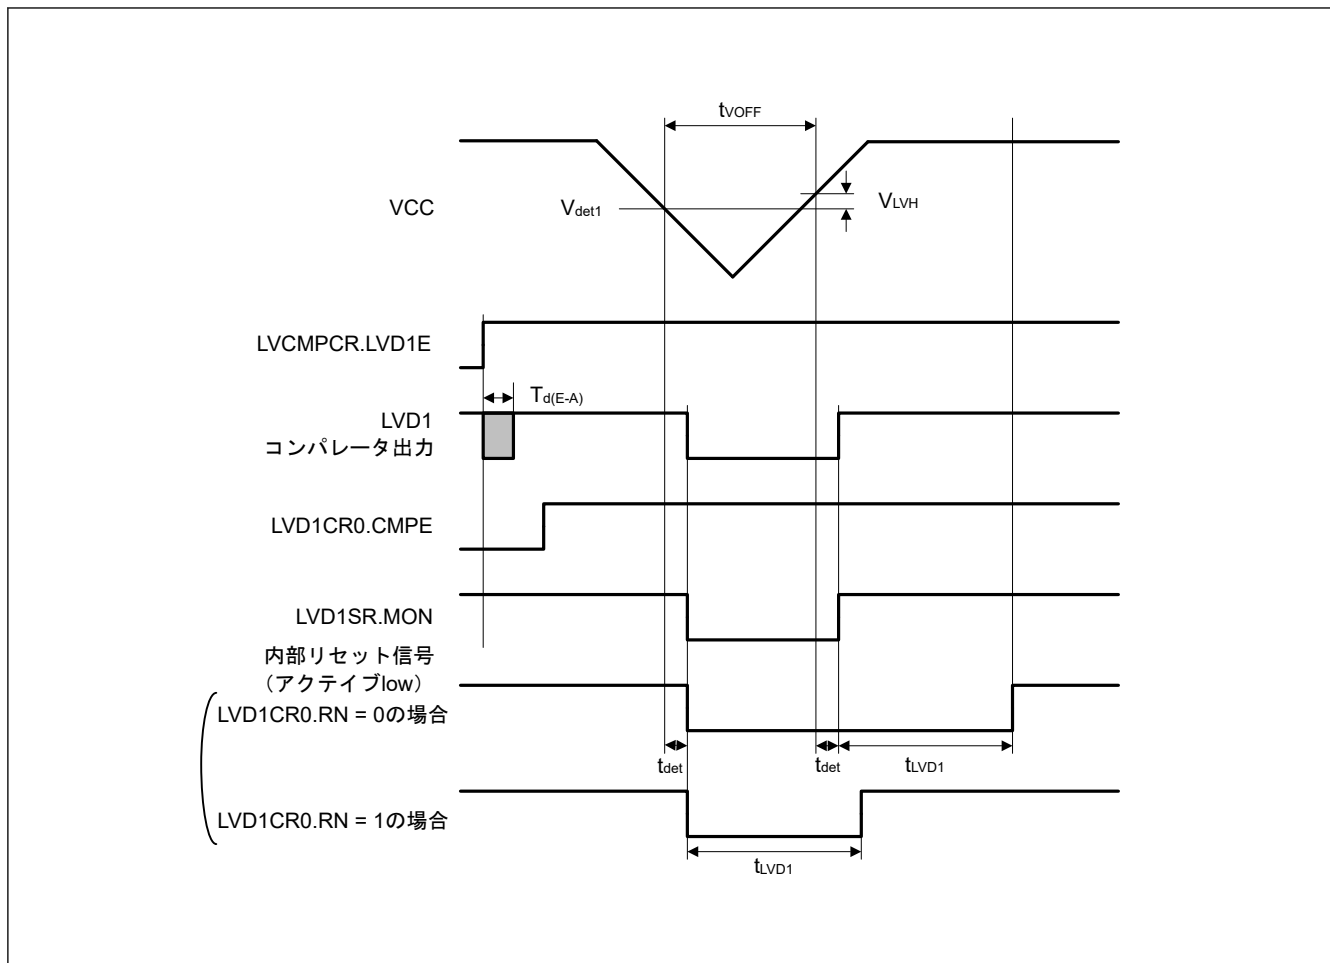 tVOFF
VCC
Vdet1
VLVH
LVCMPCR.LVD1E
Td(E-A)
LVD1
コンパレータ出力
LVD1CR0.CMPE
LVD1SR.MON
内部リセット信号
（アクテイブlow）
LVD1CR0.RN = 0の場合
tdet
tdet
tLVD1
LVD1CR0.RN = 1の場合
tLVD1